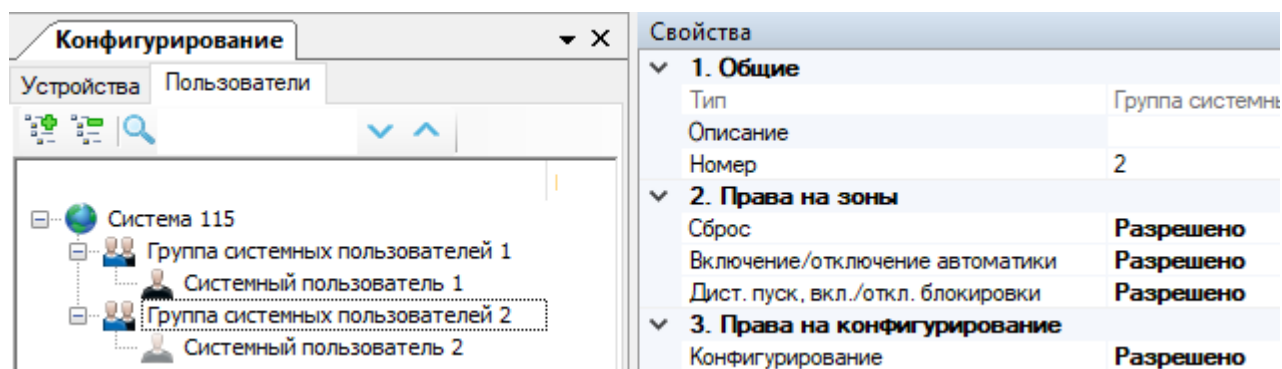 Конфигурирование
Устройства Пользователи
Система 115
Группа системных пользователей 1
Системный пользователь 1
Группа системных пользователей 2
Системный пользователь 2
Свойства
1. Общие
Тип Группа системны
Описание
Номер 2
2. Права на зоны
Сброс Разрешено
Включение/отключение автоматики Разрешено
Дист. пуск, вкл./откл. блокировки Разрешено
3. Права на конфигурирование
Конфигурирование Разрешено